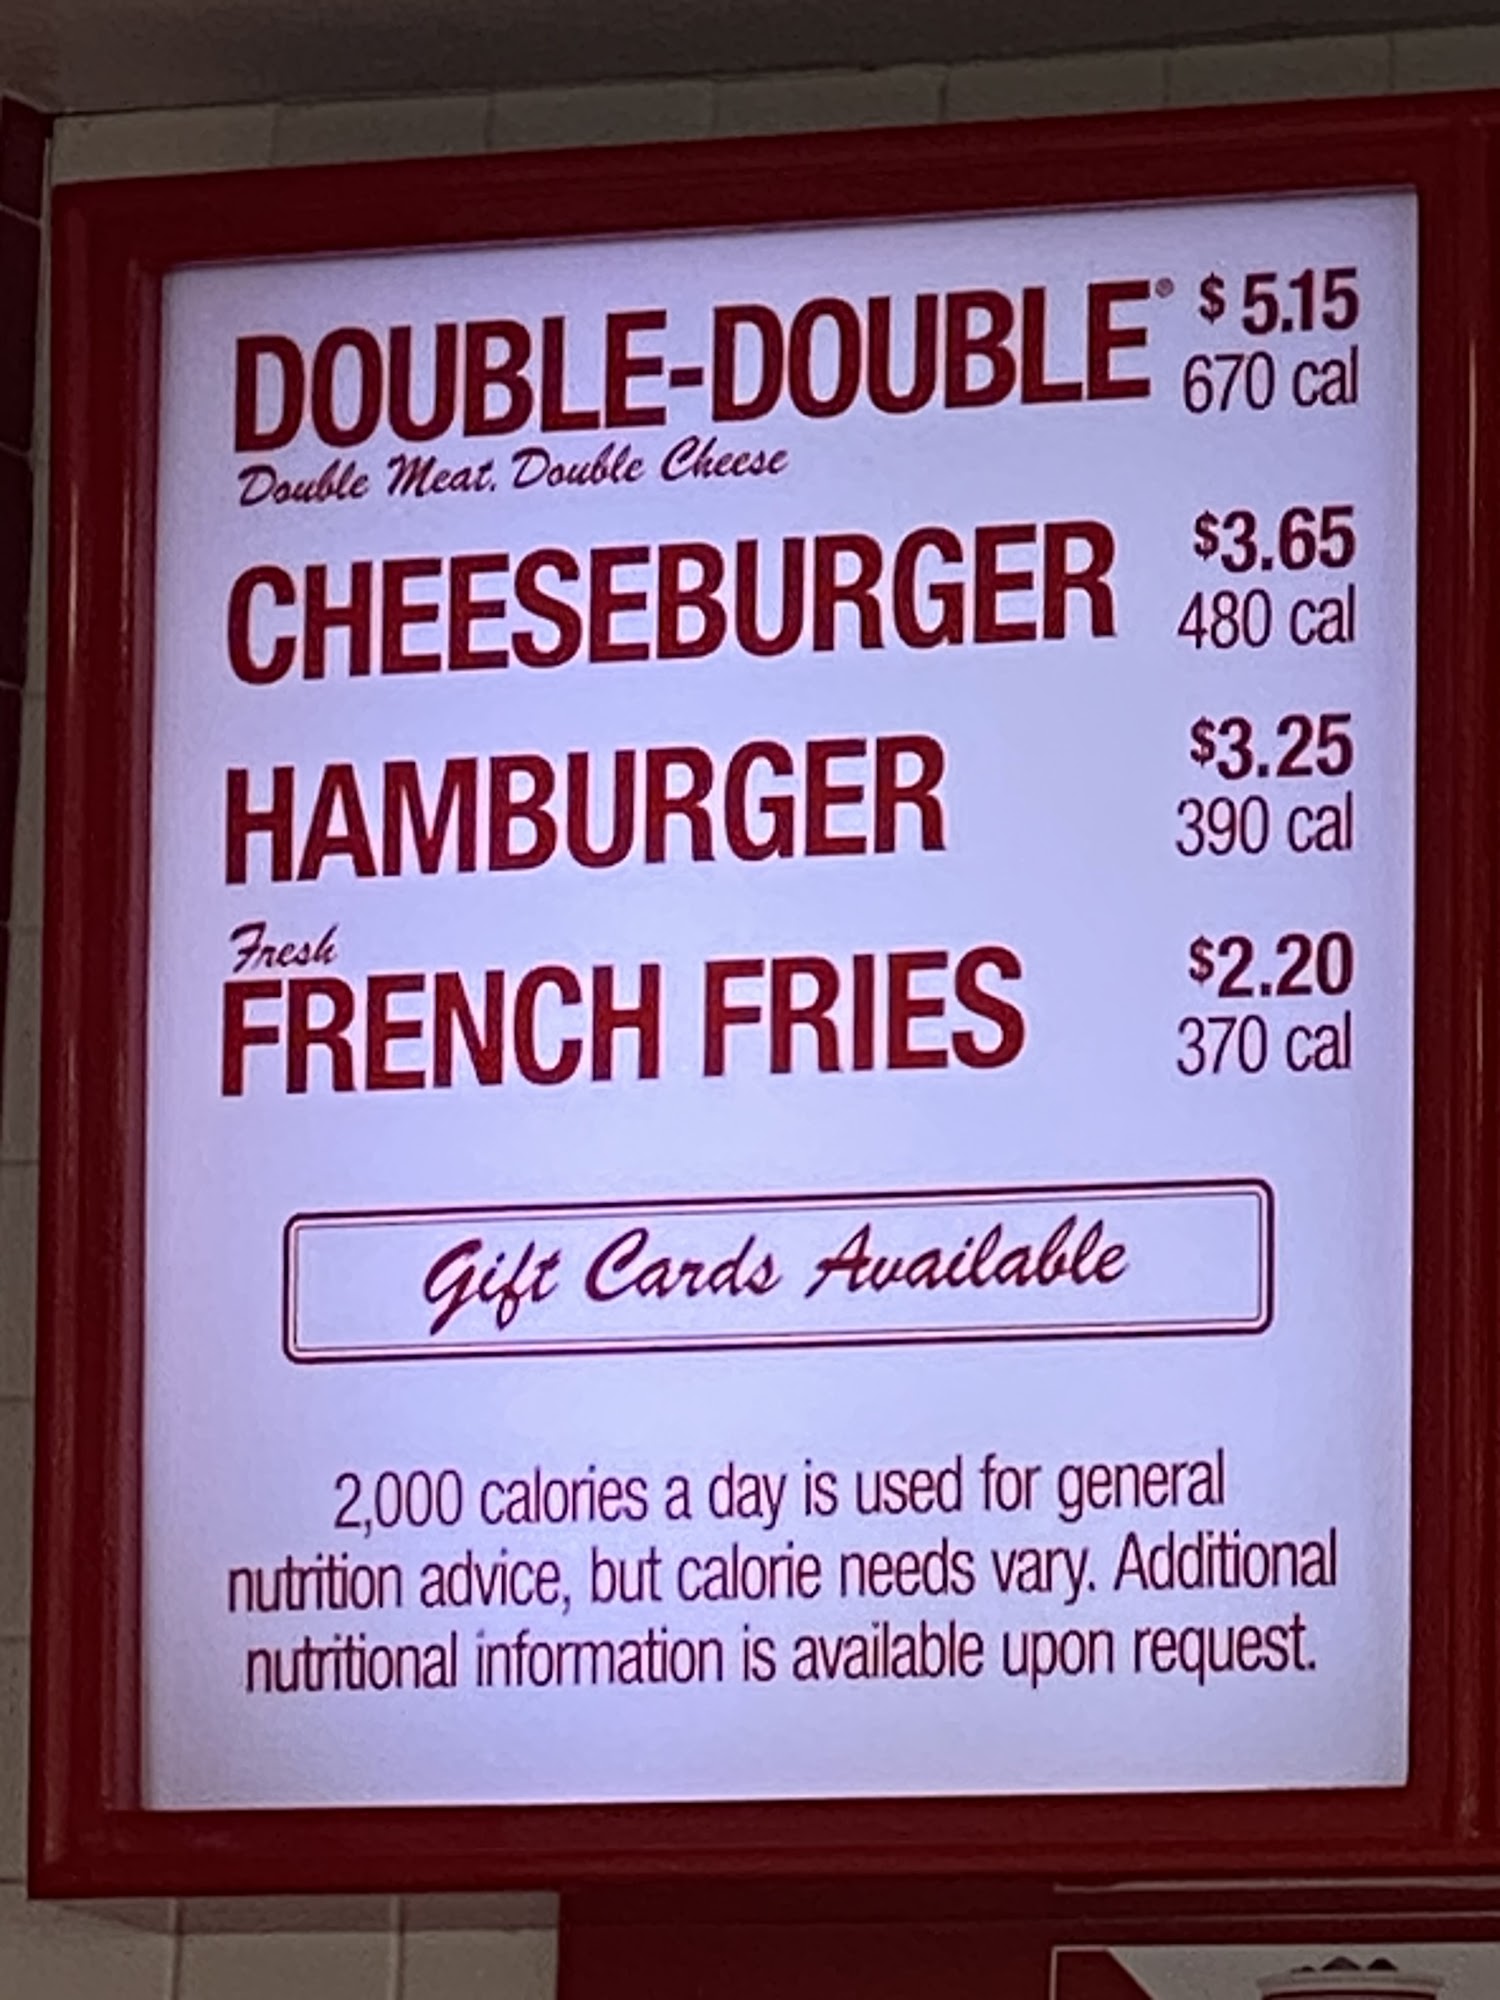 DOUBLE-DOUBLE® $5.15
670 cal
Double Meat. Double Cheese
CHEESEBURGER $3.65
480 cal
HAMBURGER $3.25
390 cal
Fresh
FRENCH FRIES $2.20
370 cal
Gift Cards Available
2,000 calories a day is used for general
nutrition advice, but calorie needs vary. Additional
nutritional information is available upon request.